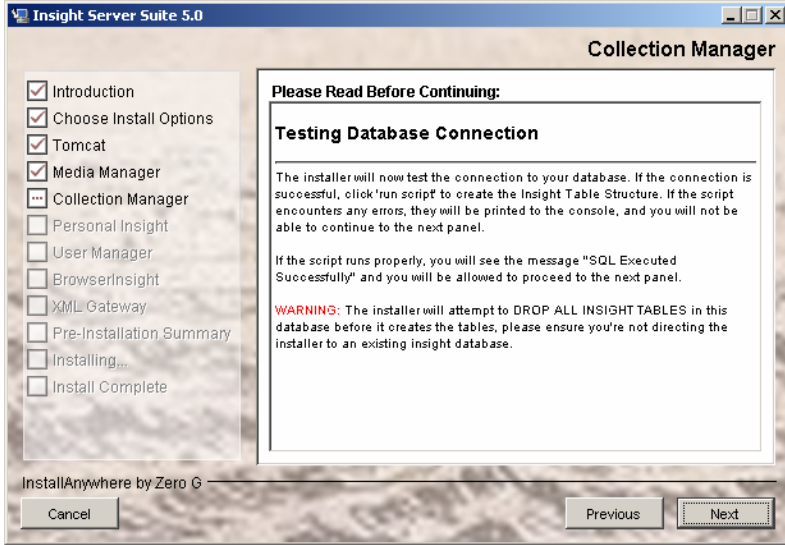 Insight Server Suite 5.0
Collection Manager
Introduction
Choose Install Options
Tomcat
Media Manager
Collection Manager
Personal Insight
User Manager
BrowserInsight
XML Gateway
Pre-Installation Summary
Installing...
Install Complete
Please Read Before Continuing:
Testing Database Connection
The installer will now test the connection to your database. If the connection is
successful, click 'run script' to create the Insight Table Structure. If the script
encounters any errors, they will be printed to the console, and you will not be
able to continue to the next panel.
If the script runs properly, you will see the message "SQL Executed
Successfully" and you will be allowed to proceed to the next panel.
WARNING: The installer will attempt to DROP ALL INSIGHT TABLES in this
database before it creates the tables, please ensure you're not directing the
installer to an existing insight database.
InstallAnywhere by Zero G
Cancel
Previous
Next